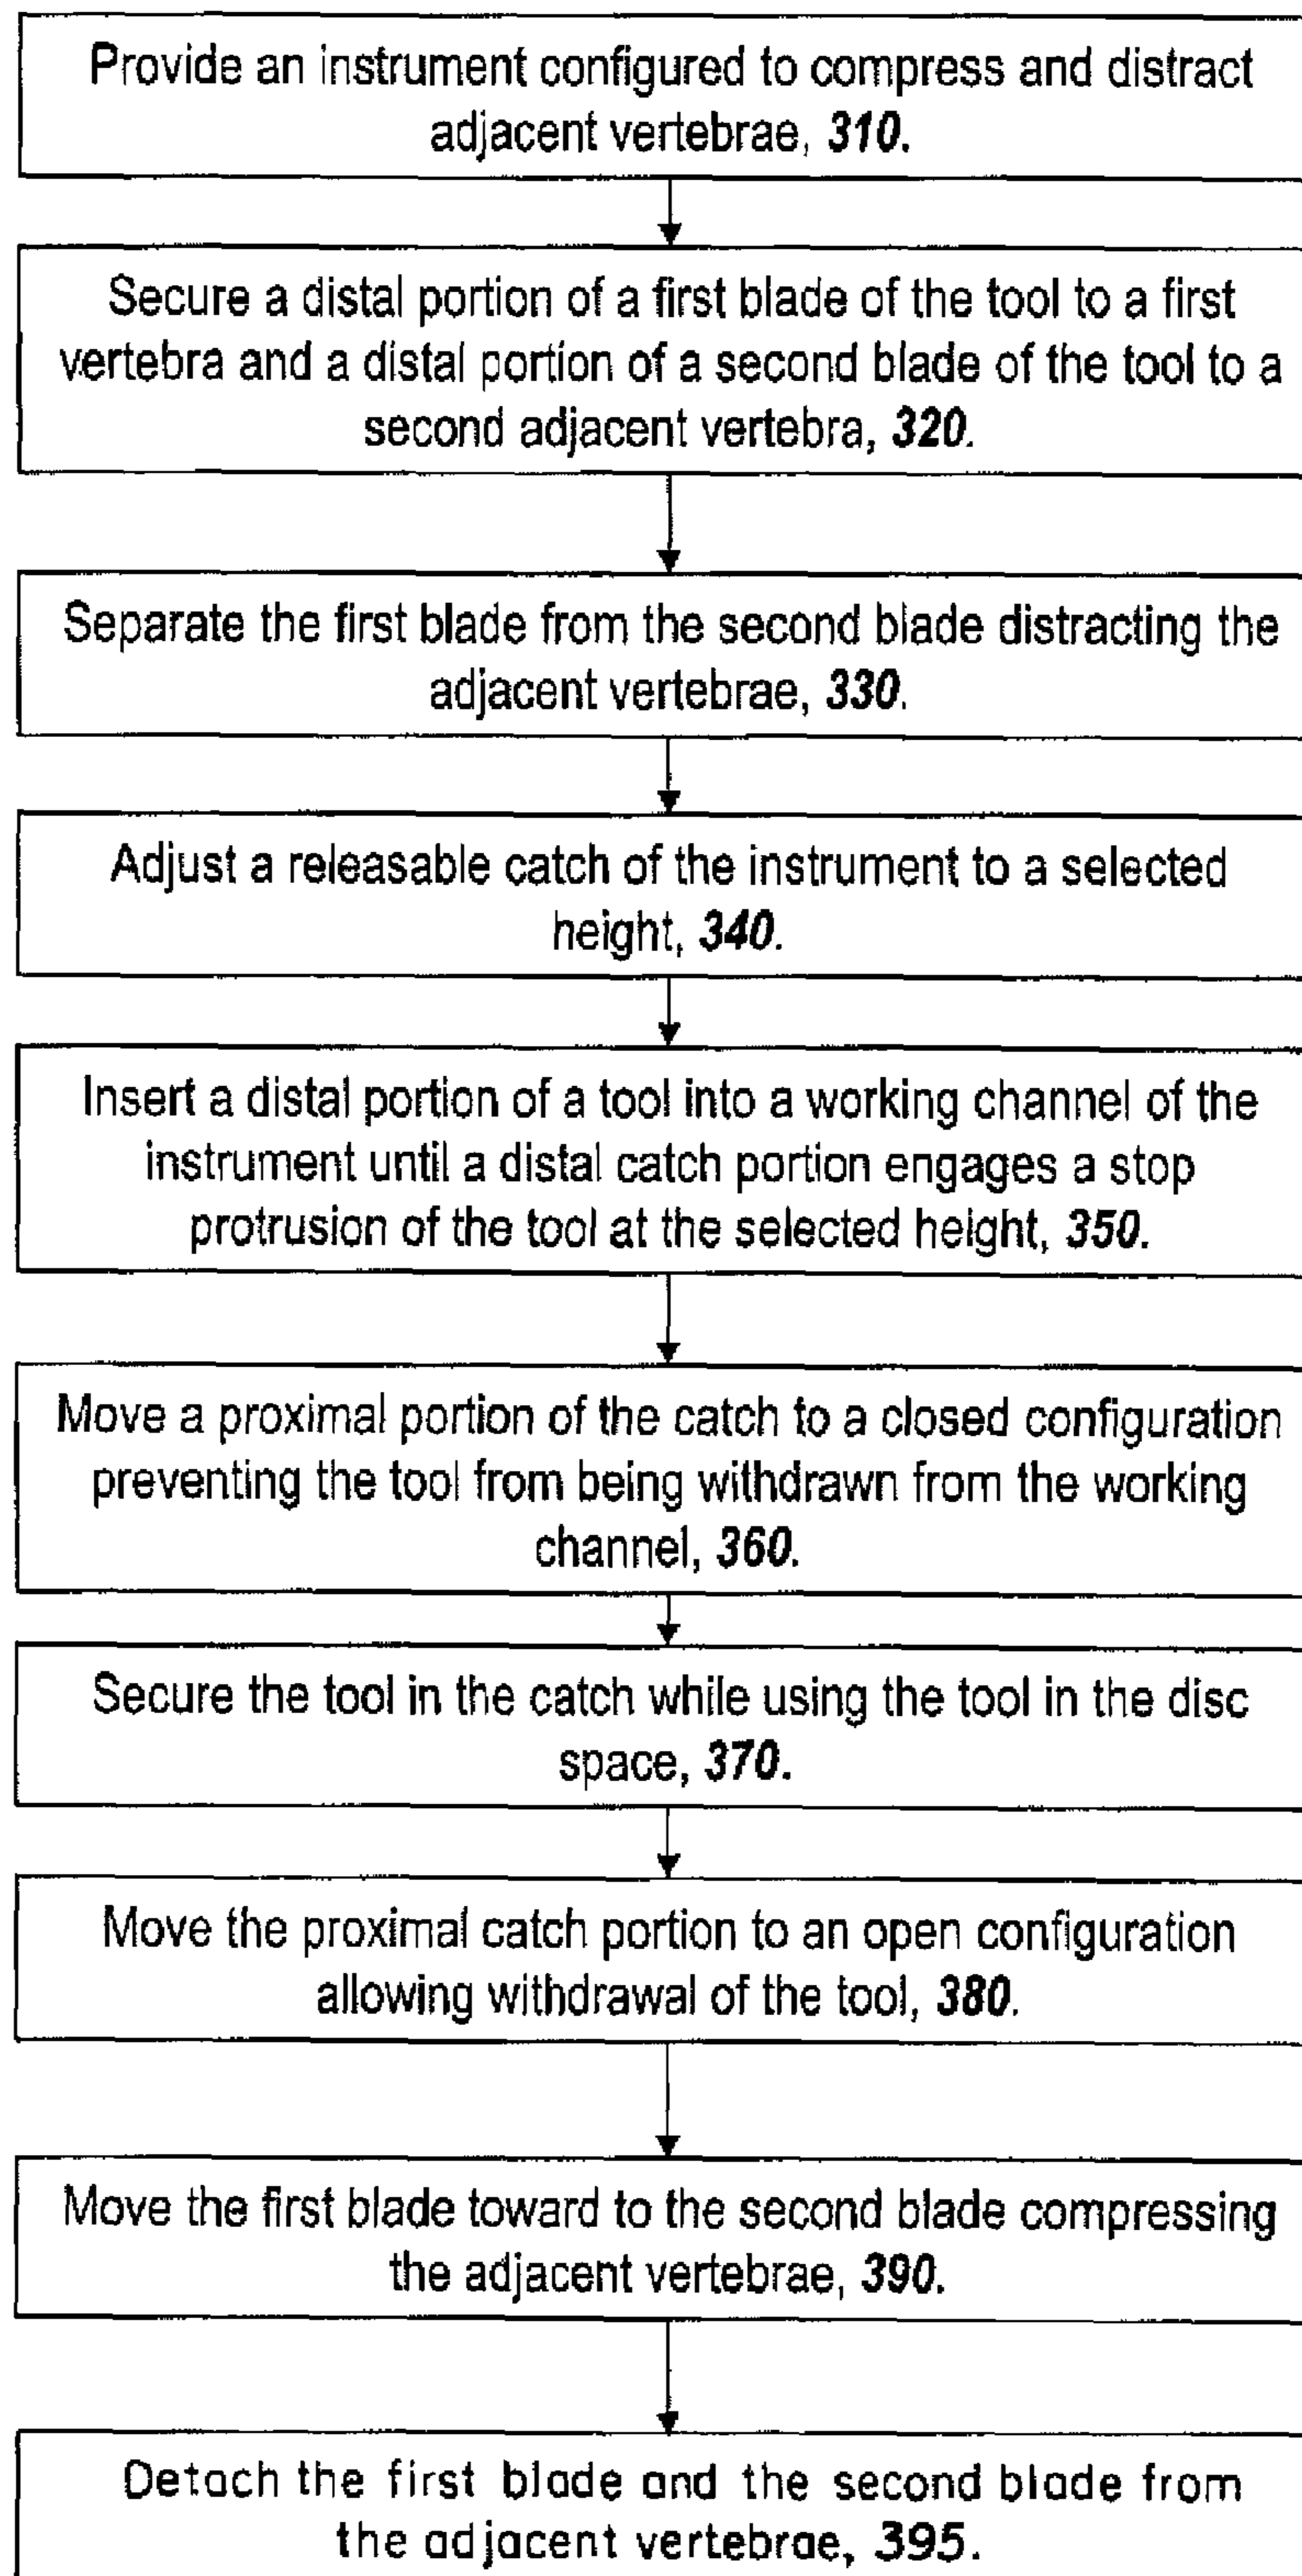 Provide an instrument configured to compress and distract
adjacent vertebrae, 310.
Secure a distal portion of a first blade of the tool to a first
vertebra and a distal portion of a second blade of the tool to a
second adjacent vertebra, 320.
Separate the first blade from the second blade distracting the
adjacent vertebrae, 330.
Adjust a releasable catch of the instrument to a selected
height, 340.
Insert a distal portion of a tool into a working channel of the
instrument until a distal catch portion engages a stop
protrusion of the tool at the selected height, 350.
Move a proximal portion of the catch to a closed configuration
preventing the tool from being withdrawn from the working
channel, 360.
Secure the tool in the catch while using the tool in the disc
space, 370.
Move the proximal catch portion to an open configuration
allowing withdrawal of the tool, 380.
Move the first blade toward to the second blade compressing
the adjacent vertebrae, 390.
Detach the first blade and the second blade from
the adjacent vertebrae, 395.